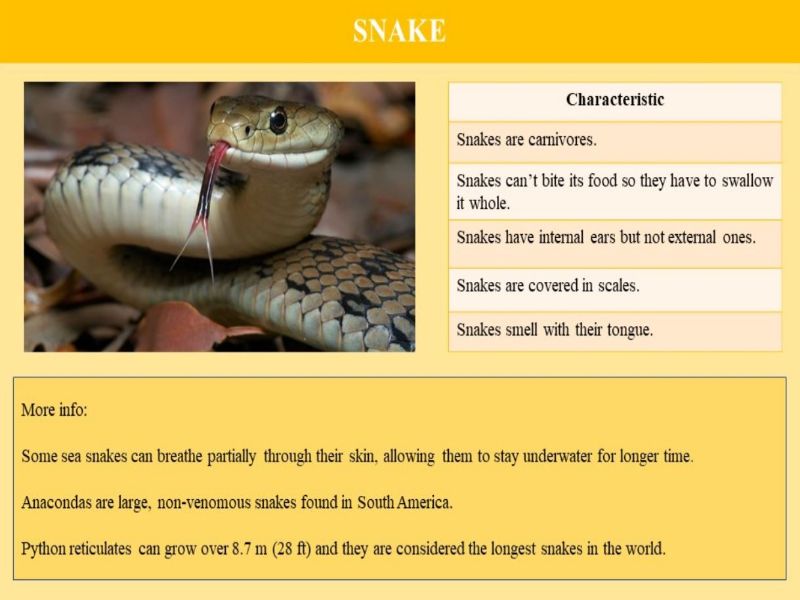 SNAKE
Characteristic
Snakes are carnivores.
Snakes can't bite its food so they have to swallow
it whole.
Snakes have internal ears but not external ones.
Snakes are covered in scales.
Snakes smell with their tongue.
More info:
Some sea snakes can breathe partially through their skin, allowing them to stay underwater for longer time.
Anacondas are large, non-venomous snakes found in South America.
Python reticulates can grow over 8.7 m (28 ft) and they are considered the longest snakes in the world.